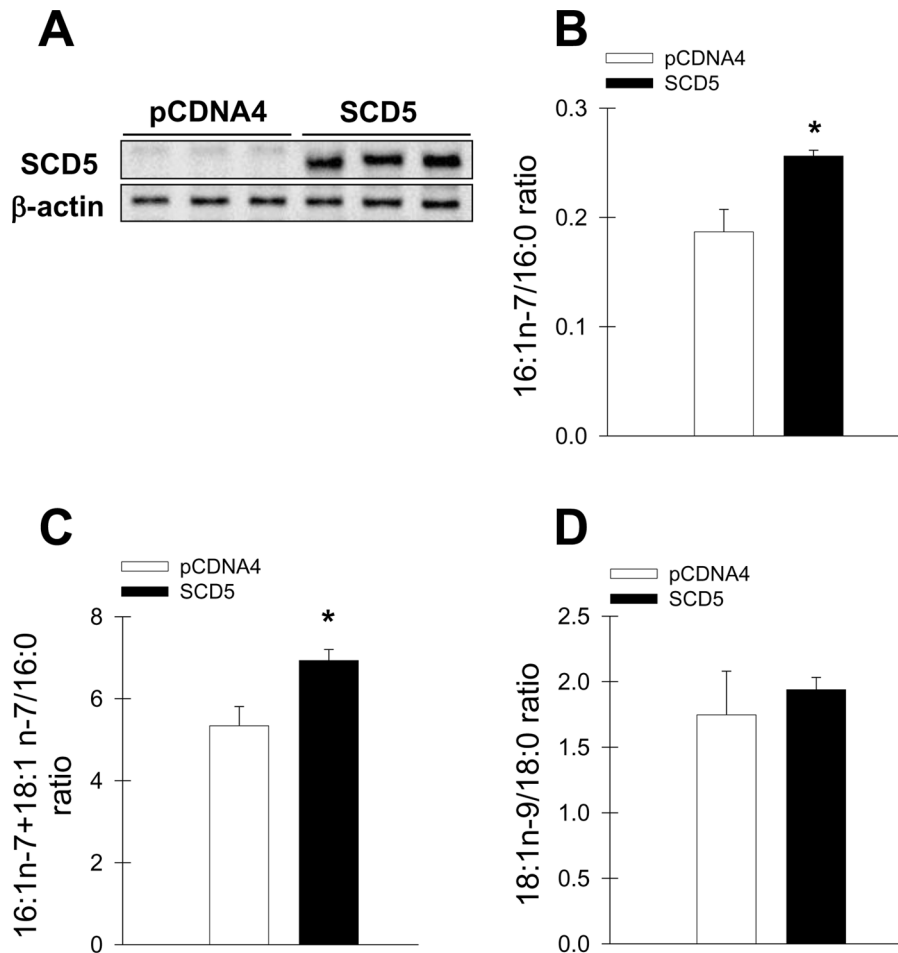 A
pCDNA4 SCD5
SCD5
β-actin
B
pCDNA4
SCD5
0.3
0.2
0.1
0.0
16:1n-7/16:0 ratio
*
C
pCDNA4
SCD5
8
6
4
2
0
16:1n-7+18:1 n-7/16:0
ratio
*
D
pCDNA4
SCD5
2.5
2.0
1.5
1.0
0.5
0.0
18:1n-9/18:0 ratio